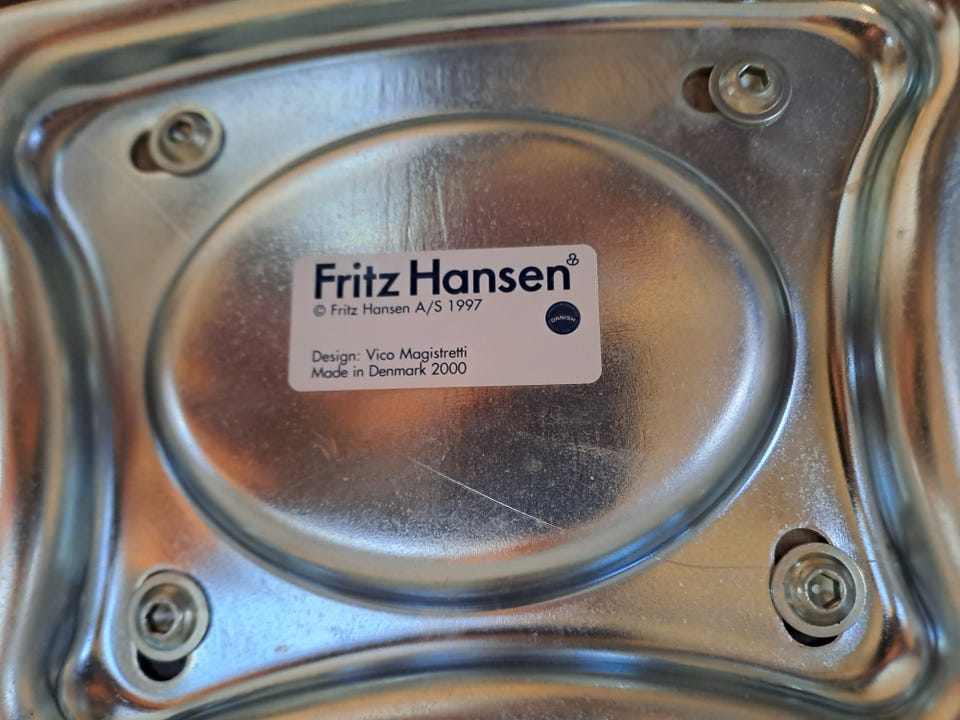 Fritz Hansen
© Fritz Hansen A/S 1997
DANISH
Design: Vico Magistretti
Made in Denmark 2000